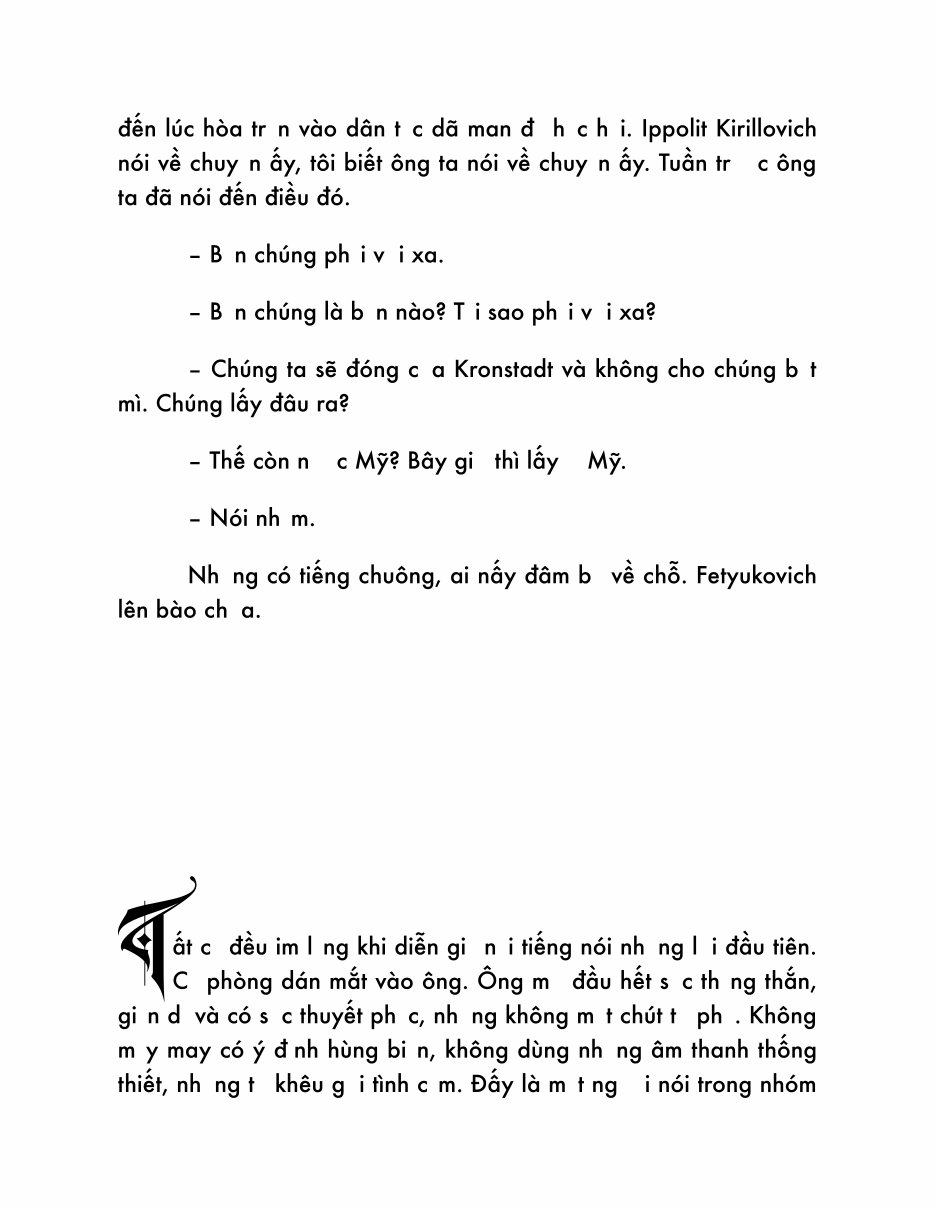 đến lúc hòa tr n vào dân t c dã man đ h c h i. Ippolit Kirillovich
nói về chuy n ấy, tôi biết ông ta nói về chuy n ấy. Tuần tr c ông
ta đã nói đến điều đó.
– B n chúng ph i v i xa.
– B n chúng là b n nào? T i sao ph i v i xa?
– Chúng ta sẽ đóng c a Kronstadt và không cho chúng b t
mì. Chúng lấy đâu ra?
– Thế còn n c Mỹ? Bây gi thì lấy Mỹ.
– Nói nh m.
Nh ng có tiếng chuông, ai nấy đâm b về chỗ. Fetyukovich
lên bào ch a.
Tất c đều im l ng khi diễn gi n i tiếng nói nh ng l i đầu tiên.
C phòng dán mắt vào ông. Ông m đầu hết s c th ng thắn,
gi n d và có s c thuyết ph c, nh ng không m t chút t ph . Không
m y may có ý đ nh hùng bi n, không dùng nh ng âm thanh thống
thiết, nh ng t khêu g i tình c m. Đấy là m t ng i nói trong nhóm